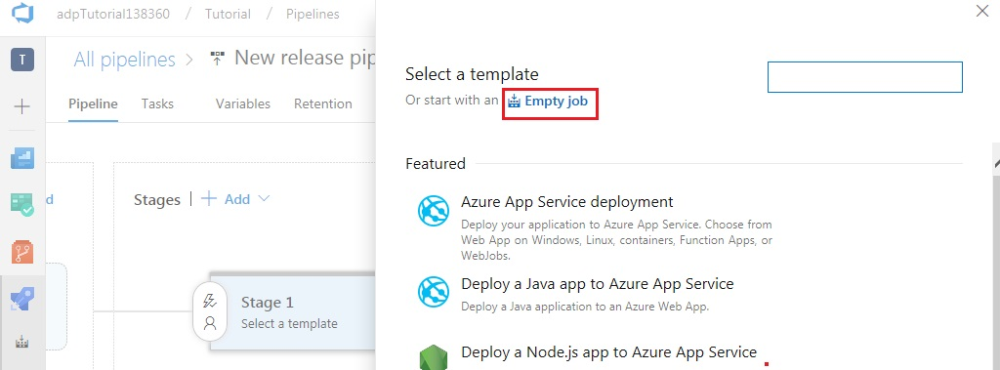 adpTutorial138360 / Tutorial / Pipelines
T
All pipelines > New release pip
Pipeline Tasks Variables Retention
d
Stages | + Add
Stage 1
Select a template
Select a template
Or start with an Empty job
Featured
Azure App Service deployment
Deploy your application to Azure App Service. Choose from
Web App on Windows, Linux, containers, Function Apps, or
WebJobs.
Deploy a Java app to Azure App Service
Deploy a Java application to an Azure Web App.
Deploy a Node.js app to Azure App Service